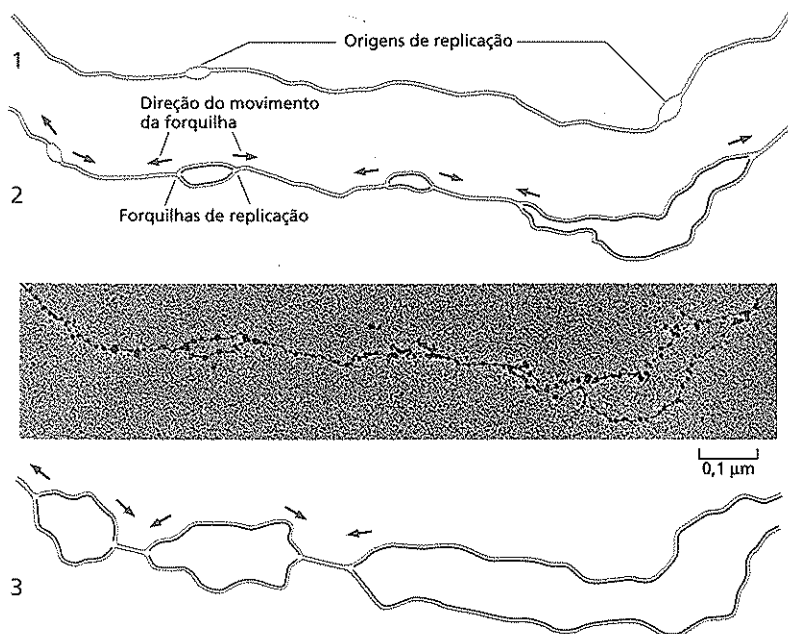 Origens de replicação
1
Direção do movimento
da forquilha
2
Forquilhas de replicação
0,1 μm
3